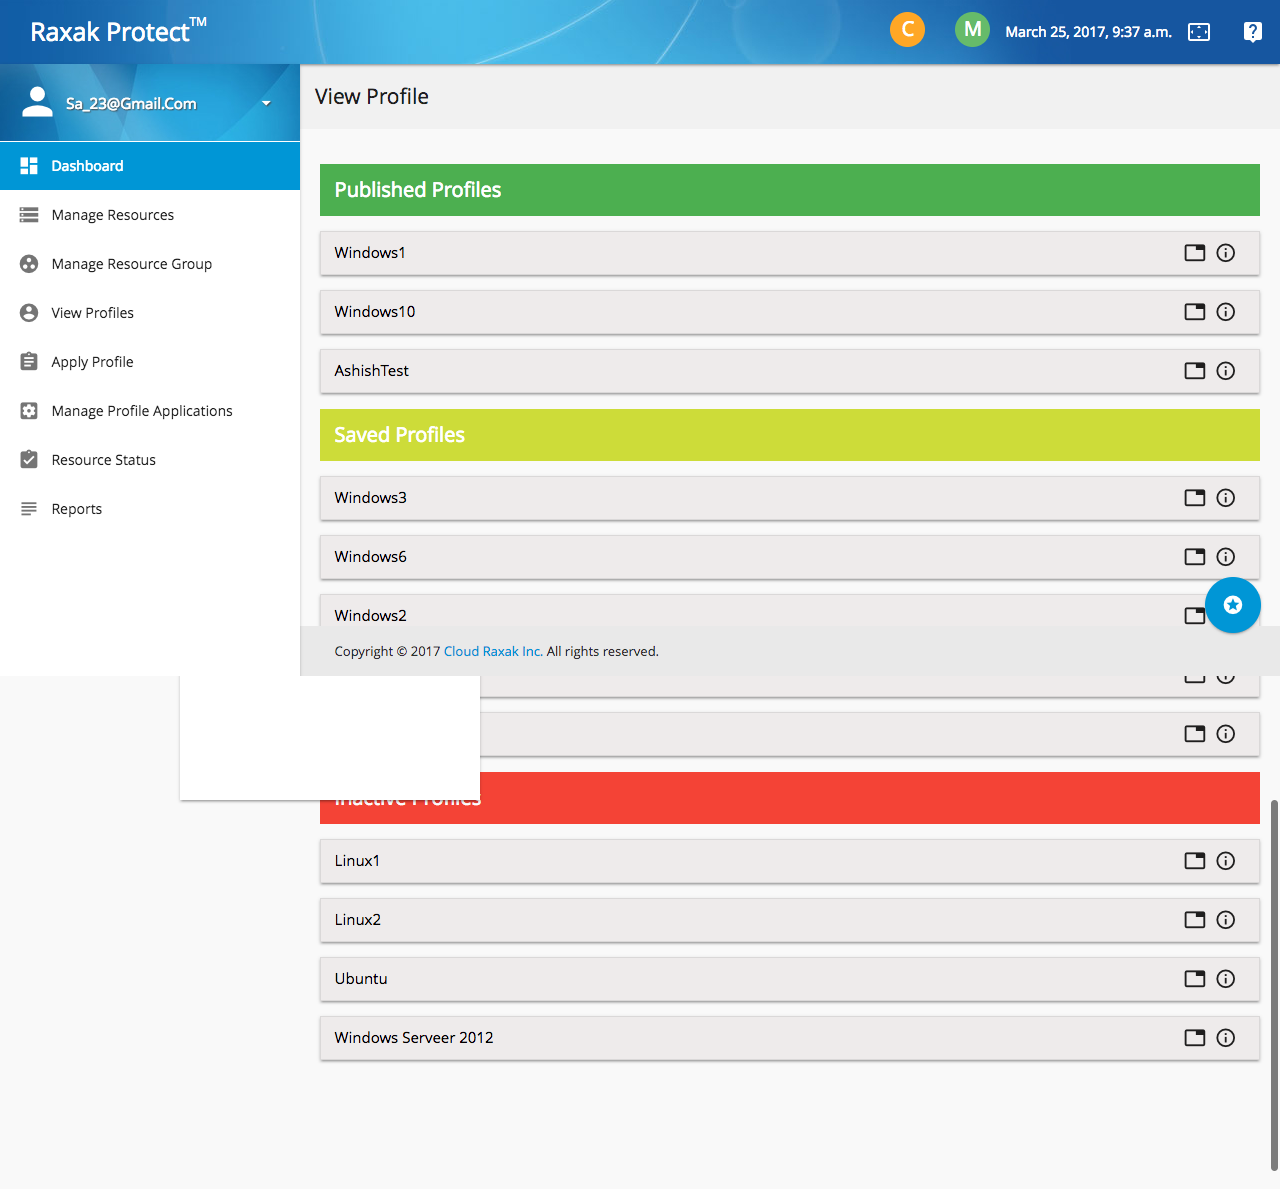 Raxak Protect™
C
M
March 25, 2017, 9:37 a.m.
Sa_23@Gmail.Com
Dashboard
Manage Resources
Manage Resource Group
View Profiles
Apply Profile
Manage Profile Applications
Resource Status
Reports
View Profile
Published Profiles
Windows1
Windows10
AshishTest
Saved Profiles
Windows3
Windows6
Windows2
Copyright © 2017 Cloud Raxak Inc. All rights reserved.
Inactive Profiles
Linux1
Linux2
Ubuntu
Windows Serveer 2012